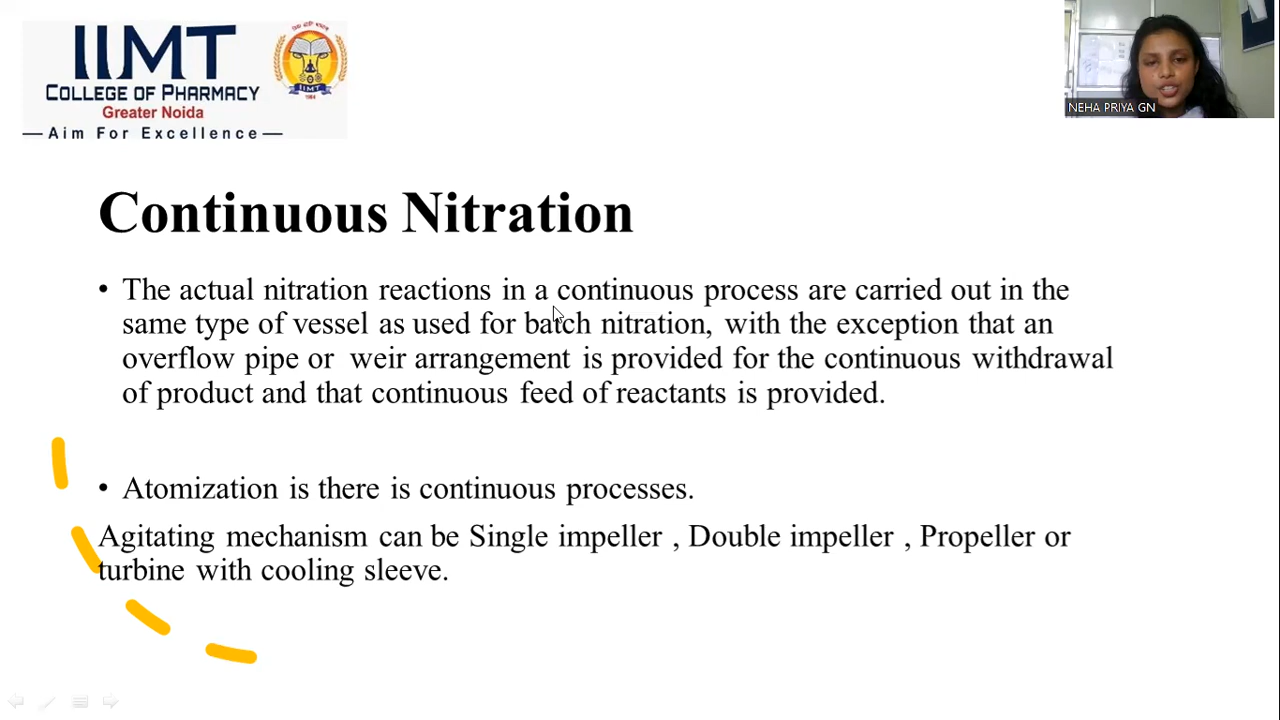 IIMT
COLLEGE OF PHARMACY
Greater Noida
—Aim For Excellence—
IIMT
NEHA PRIYA GN
Continuous Nitration
• The actual nitration reactions in a continuous process are carried out in the
same type of vessel as used for batch nitration, with the exception that an
overflow pipe or weir arrangement is provided for the continuous withdrawal
of product and that continuous feed of reactants is provided.
• Atomization is there is continuous processes.
Agitating mechanism can be Single impeller , Double impeller , Propeller or
turbine with cooling sleeve.